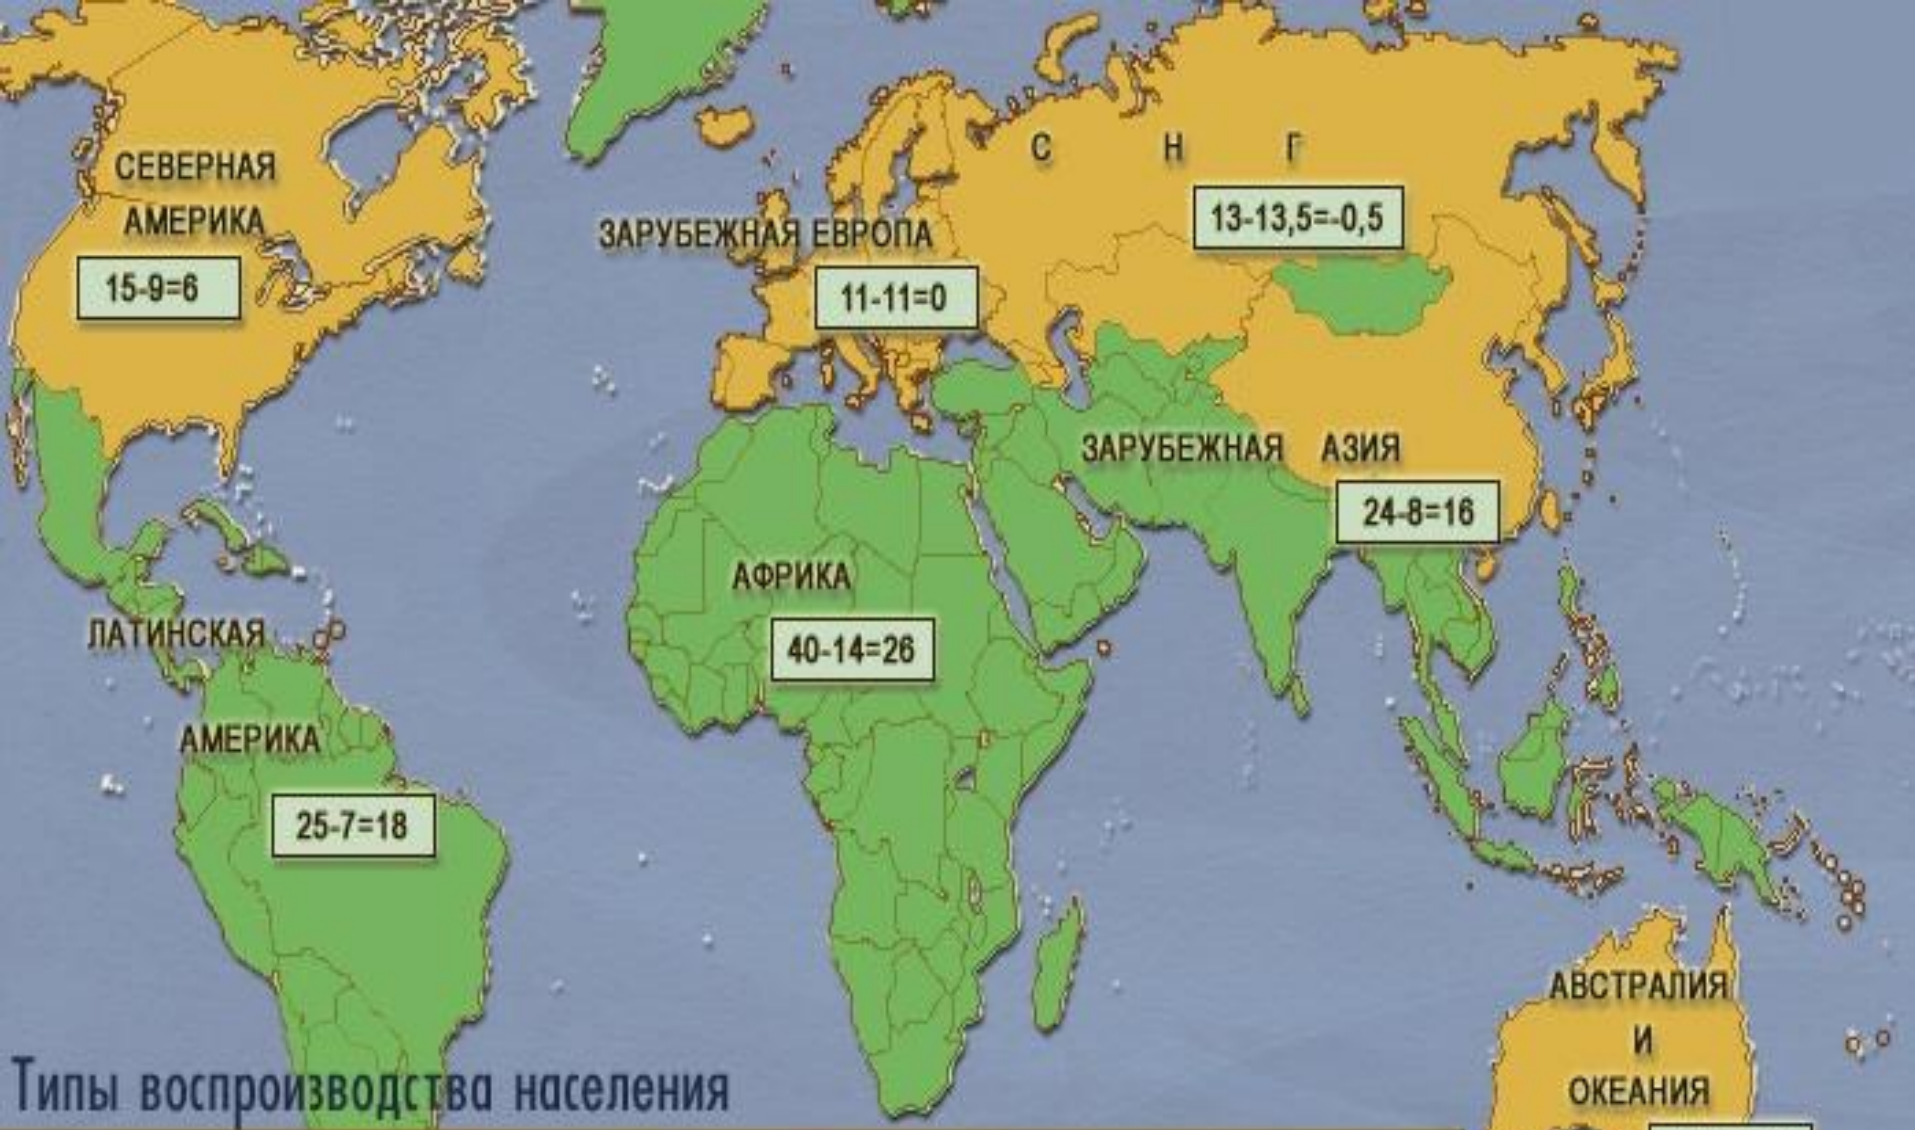 СЕВЕРНАЯ
АМЕРИКА
15-9=6
ЗАРУБЕЖНАЯ ЕВРОПА
11-11=0
С Н Г
13-13,5=-0,5
ЗАРУБЕЖНАЯ АЗИЯ
24-8=16
АФРИКА
40-14=26
ЛАТИНСКАЯ
АМЕРИКА
25-7=18
АВСТРАЛИЯ
И
ОКЕАНИЯ
Типы воспроизводства населения